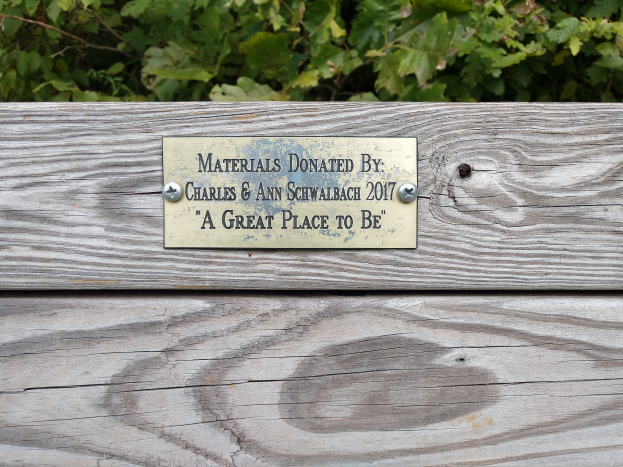 Materials Donated By:
Charles & Ann Schwalbach 2017
"A Great Place to Be"